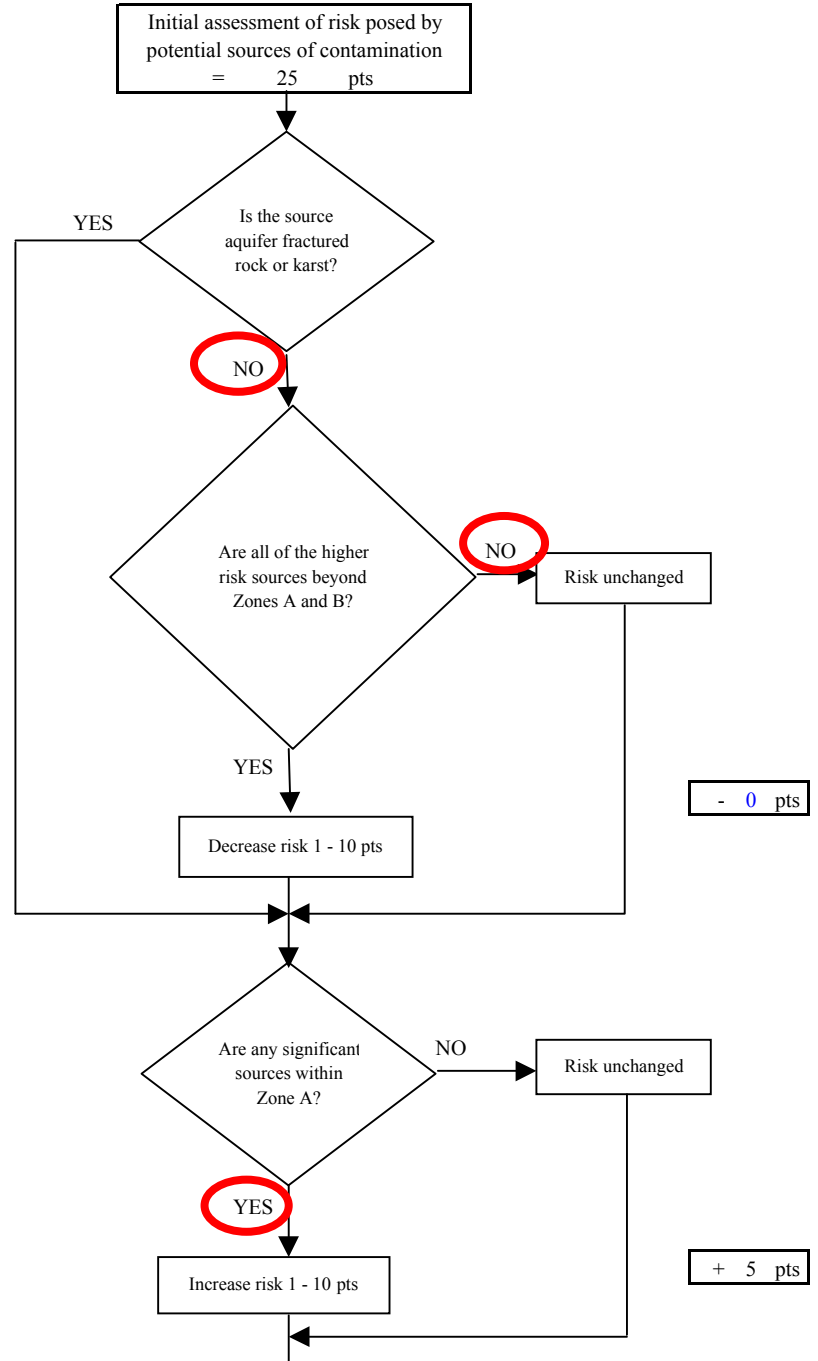 Initial assessment of risk posed by
potential sources of contamination
= 25 pts
Is the source
aquifer fractured
rock or karst?
YES
NO
Are all of the higher
risk sources beyond
Zones A and B?
NO
Risk unchanged
YES
- 0 pts
Decrease risk 1 - 10 pts
Are any significant
sources within
Zone A?
NO
Risk unchanged
YES
+ 5 pts
Increase risk 1 - 10 pts